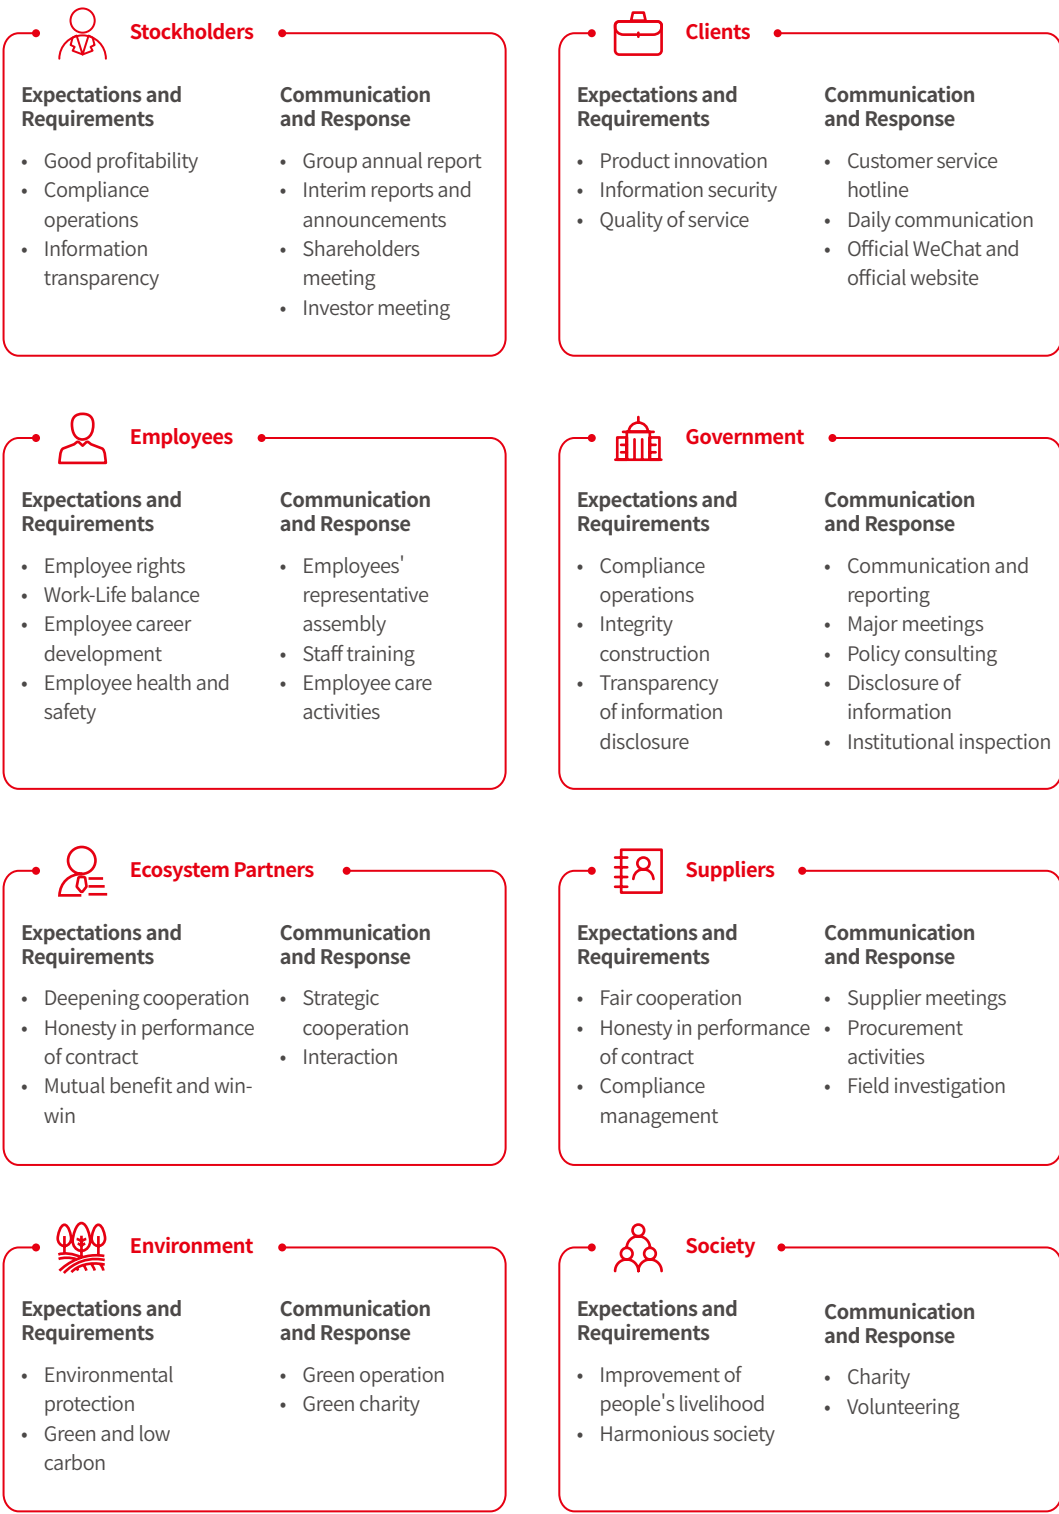 Stockholders
Expectations and
Requirements
• Good profitability
• Compliance
operations
• Information
transparency
Communication
and Response
• Group annual report
• Interim reports and
announcements
• Shareholders
meeting
• Investor meeting
Clients
Expectations and
Requirements
• Product innovation
• Information security
• Quality of service
Communication
and Response
• Customer service
hotline
• Daily communication
• Official WeChat and
official website
Employees
Expectations and
Requirements
• Employee rights
• Work-Life balance
• Employee career
development
• Employee health and
safety
Communication
and Response
• Employees'
representative
assembly
• Staff training
• Employee care
activities
Government
Expectations and
Requirements
• Compliance
operations
• Integrity
construction
• Transparency
of information
disclosure
Communication
and Response
• Communication and
reporting
• Major meetings
• Policy consulting
• Disclosure of
information
• Institutional inspection
Ecosystem Partners
Expectations and
Requirements
• Deepening cooperation
• Honesty in performance
of contract
• Mutual benefit and win-
win
Communication
and Response
• Strategic
cooperation
• Interaction
Suppliers
Expectations and
Requirements
• Fair cooperation
• Honesty in performance
of contract
• Compliance
management
Communication
and Response
• Supplier meetings
• Procurement
activities
• Field investigation
Environment
Expectations and
Requirements
• Environmental
protection
• Green and low
carbon
Communication
and Response
• Green operation
• Green charity
Society
Expectations and
Requirements
• Improvement of
people's livelihood
• Harmonious society
Communication
and Response
• Charity
• Volunteering